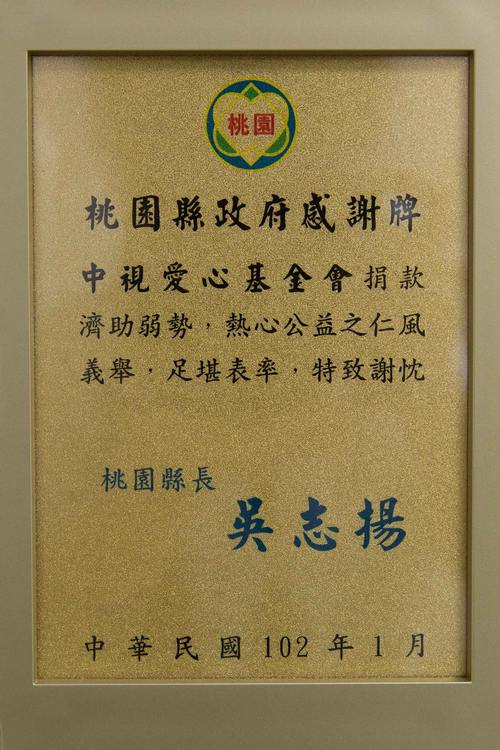 桃園
桃園縣政府感謝牌
中視愛心基金會捐款
濟助弱勢，熱心公益之仁風
義舉，足堪表率，特致謝忱
桃園縣長
吳志揚
中華民國102年1月